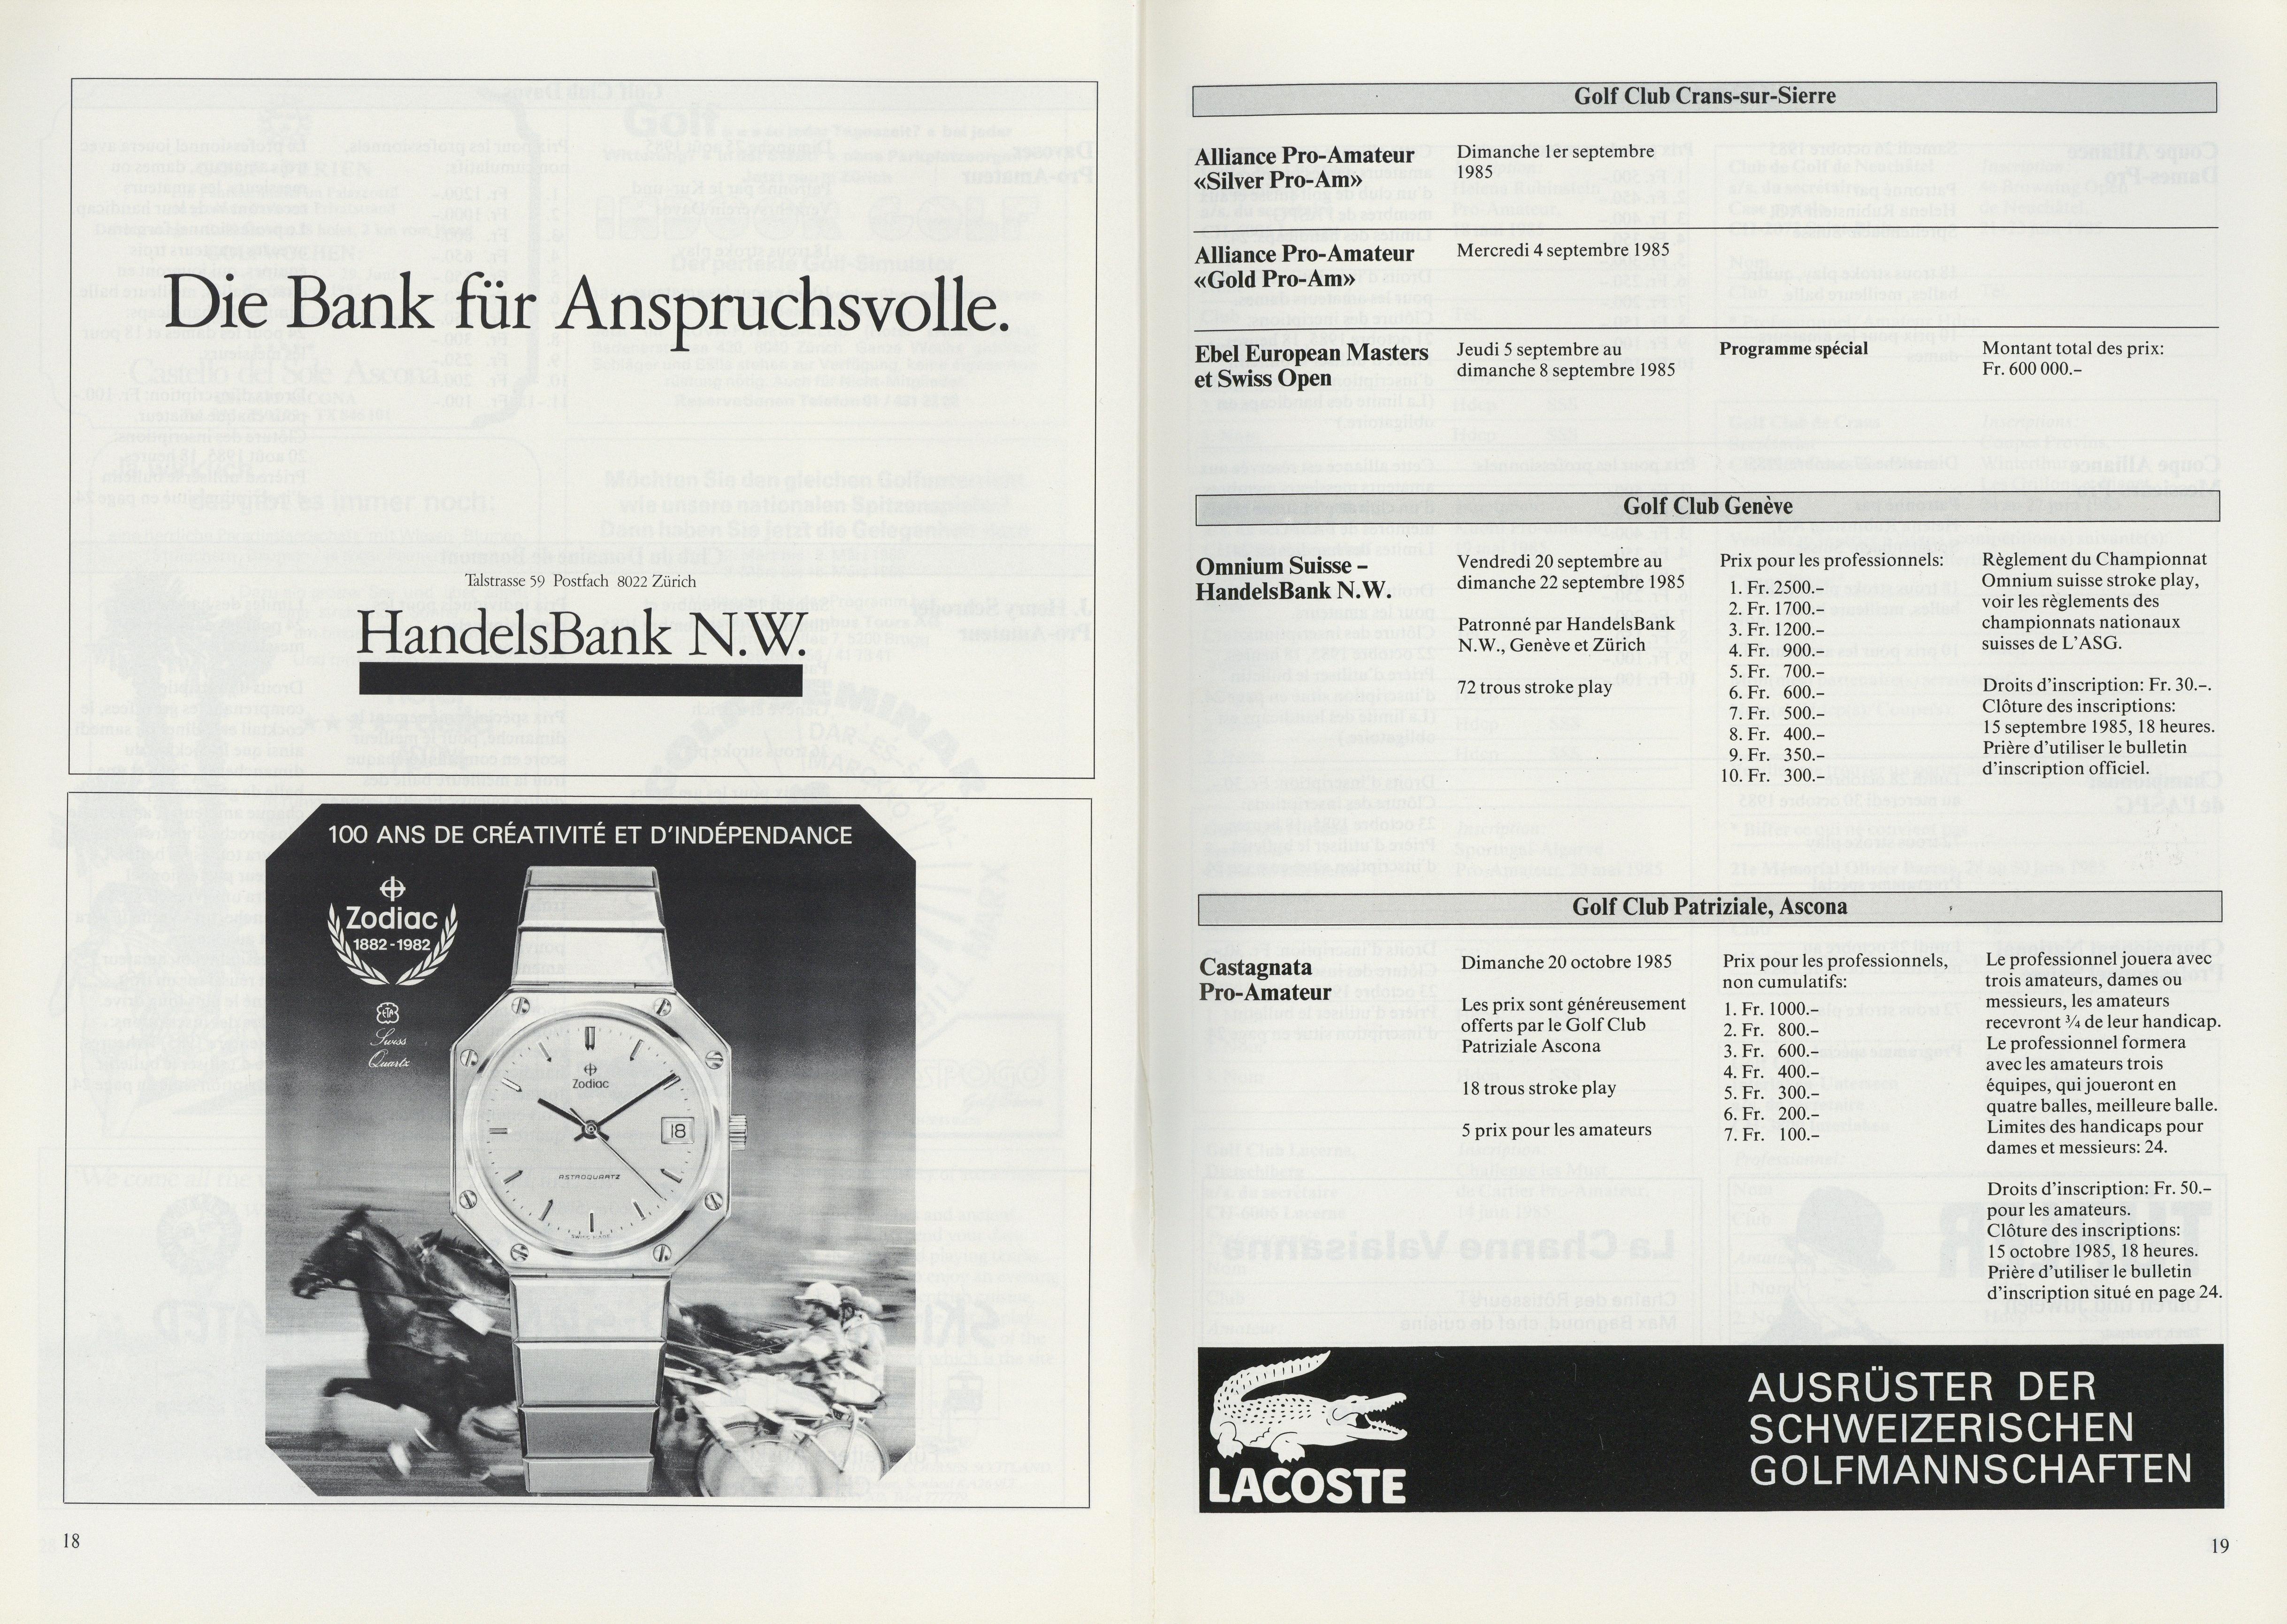 Die Bank für Anspruchsvolle.
Talstrasse 59 Postfach 8022 Zürich
HandelsBank N.W.
100 ANS DE CRÉATIVITÉ ET D'INDÉPENDANCE
Zodiac
1882-1982
ETA
Swiss
Quartz
Zodiac
18
ASTROQUARTZ
SWISS MADE
18
Golf Club Crans-sur-Sierre
Alliance Pro-Amateur
«Silver Pro-Am»
Dimanche 1er septembre
1985
Alliance Pro-Amateur
«Gold Pro-Am»
Mercredi 4 septembre 1985
Ebel European Masters
et Swiss Open
Jeudi 5 septembre au
dimanche 8 septembre 1985
Programme spécial
Montant total des prix:
Fr. 600 000.–
Golf Club Genève
Omnium Suisse –
HandelsBank N.W.
Vendredi 20 septembre au
dimanche 22 septembre 1985
Patronné par HandelsBank
N.W., Genève et Zürich
72 trous stroke play
Prix pour les professionnels:
1. Fr. 2500.–
2. Fr. 1700.–
3. Fr. 1200.–
4. Fr. 900.–
5. Fr. 700.–
6. Fr. 600.–
7. Fr. 500.–
8. Fr. 400.–
9. Fr. 350.–
10. Fr. 300.–
Règlement du Championnat
Omnium suisse stroke play,
voir les règlements des
championnats nationaux
suisses de L'ASG.
Droits d'inscription: Fr. 30.–.
Clôture des inscriptions:
15 septembre 1985, 18 heures.
Prière d'utiliser le bulletin
d'inscription officiel.
Golf Club Patriziale, Ascona
Castagnata
Pro-Amateur
Dimanche 20 octobre 1985
Les prix sont généreusement
offerts par le Golf Club
Patriziale Ascona
18 trous stroke play
5 prix pour les amateurs
Prix pour les professionnels,
non cumulatifs:
1. Fr. 1000.–
2. Fr. 800.–
3. Fr. 600.–
4. Fr. 400.–
5. Fr. 300.–
6. Fr. 200.–
7. Fr. 100.–
Le professionnel jouera avec
trois amateurs, dames ou
messieurs, les amateurs
recevront ¾ de leur handicap.
Le professionnel formera
avec les amateurs trois
équipes, qui joueront en
quatre balles, meilleure balle.
Limites des handicaps pour
dames et messieurs: 24.
Droits d'inscription: Fr. 50.–
pour les amateurs.
Clôture des inscriptions:
15 octobre 1985, 18 heures.
Prière d'utiliser le bulletin
d'inscription situé en page 24.
LACOSTE
AUSRÜSTER DER
SCHWEIZERISCHEN
GOLFMANNSCHAFTEN
19